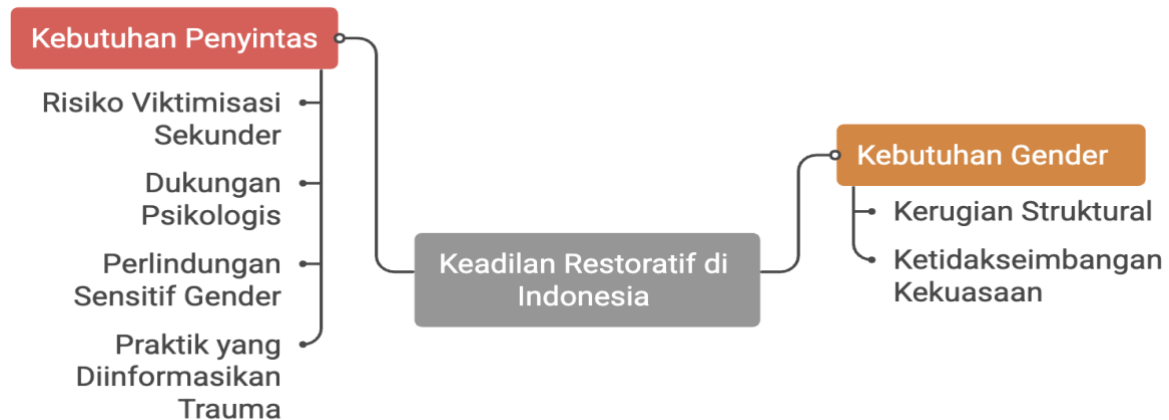 Kebutuhan Penyintas
Risiko Viktimisasi
Sekunder
Dukungan
Psikologis
Perlindungan
Sensitif Gender
Praktik yang
Diinformasikan
Trauma
Keadilan Restoratif di
Indonesia
Kebutuhan Gender
Kerugian Struktural
Ketidakseimbangan
Kekuasaan